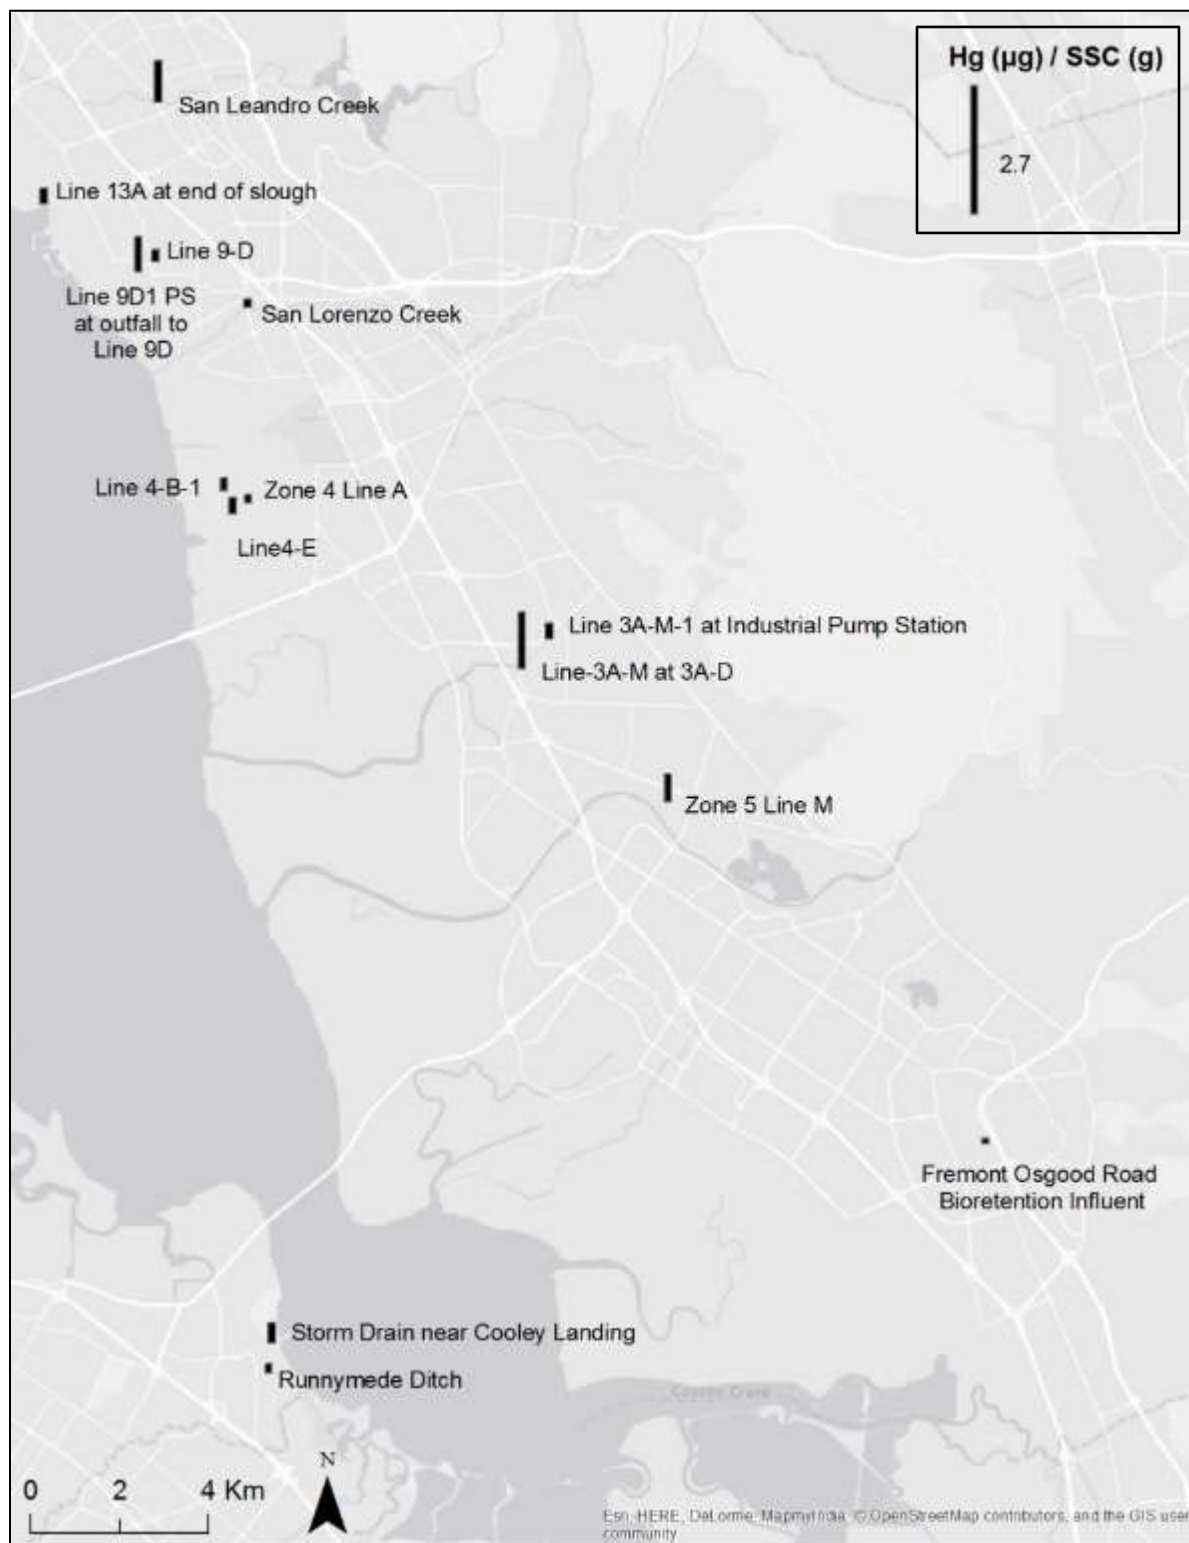 Hg (µg) / SSC (g)
2.7
San Leandro Creek
Line 13A at end of slough
Line 9-D
Line 9D1 PS
at outfall to
Line 9D
San Lorenzo Creek
Line 4-B-1
Zone 4 Line A
Line4-E
Line 3A-M-1 at Industrial Pump Station
Line-3A-M at 3A-D
Zone 5 Line M
Fremont Osgood Road
Bioretention Influent
Storm Drain near Cooley Landing
Runnymede Ditch
Coyote Creek
N
0 2 4 Km
Esri, HERE, DeLorme, MapmyIndia, © OpenStreetMap contributors, and the GIS user
community